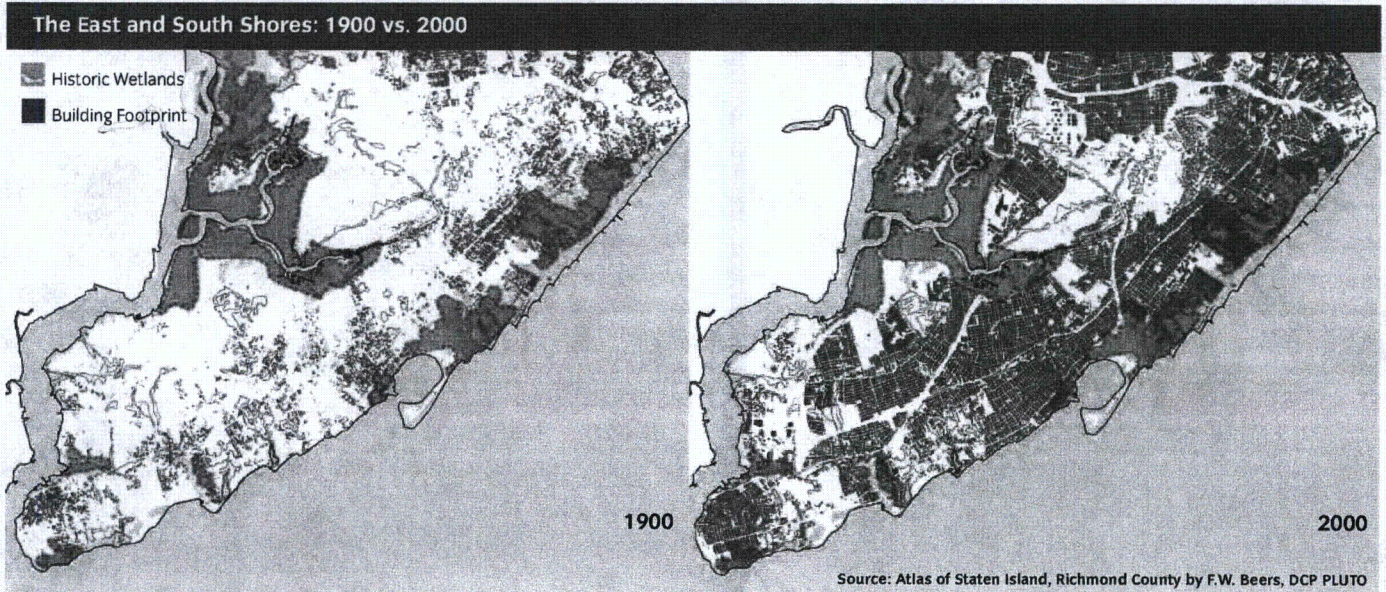 The East and South Shores: 1900 vs. 2000
Historic Wetlands
Building Footprint
1900
2000
Source: Atlas of Staten Island, Richmond County by F.W. Beers, DCP PLUTO